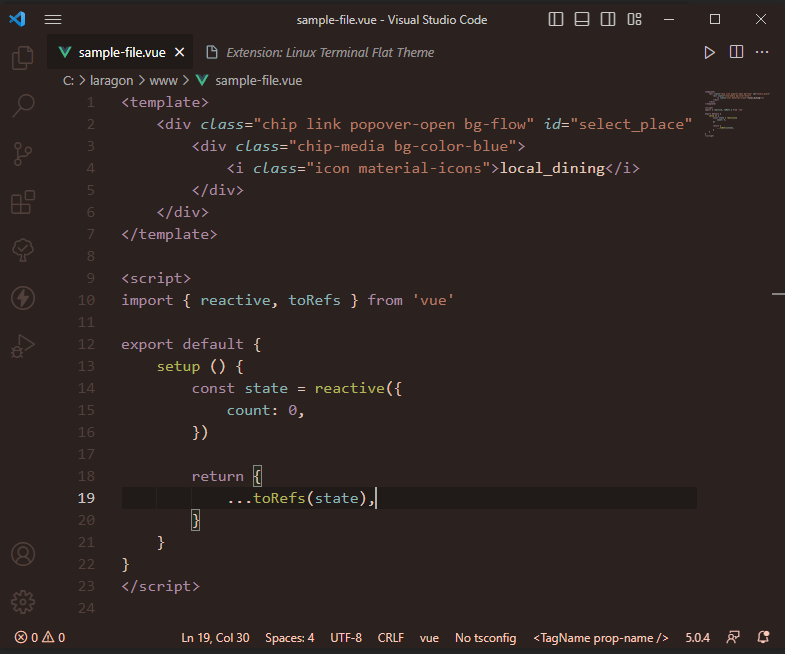 sample-file.vue - Visual Studio Code
sample-file.vue Extension: Linux Terminal Flat Theme
C: > laragon > www > sample-file.vue
1 <template>
2     <div class="chip link popover-open bg-flow" id="select_place"
3         <div class="chip-media bg-color-blue">
4             <i class="icon material-icons">local_dining</i>
5         </div>
6     </div>
7 </template>
8
9 <script>
10 import { reactive, toRefs } from 'vue'
11
12 export default {
13     setup () {
14         const state = reactive({
15             count: 0,
16         })
17
18         return {
19             ...toRefs(state),
20         }
21     }
22 }
23 </script>
24
0 0 Ln 19, Col 30 Spaces: 4 UTF-8 CRLF vue No tsconfig <TagName prop-name /> 5.0.4